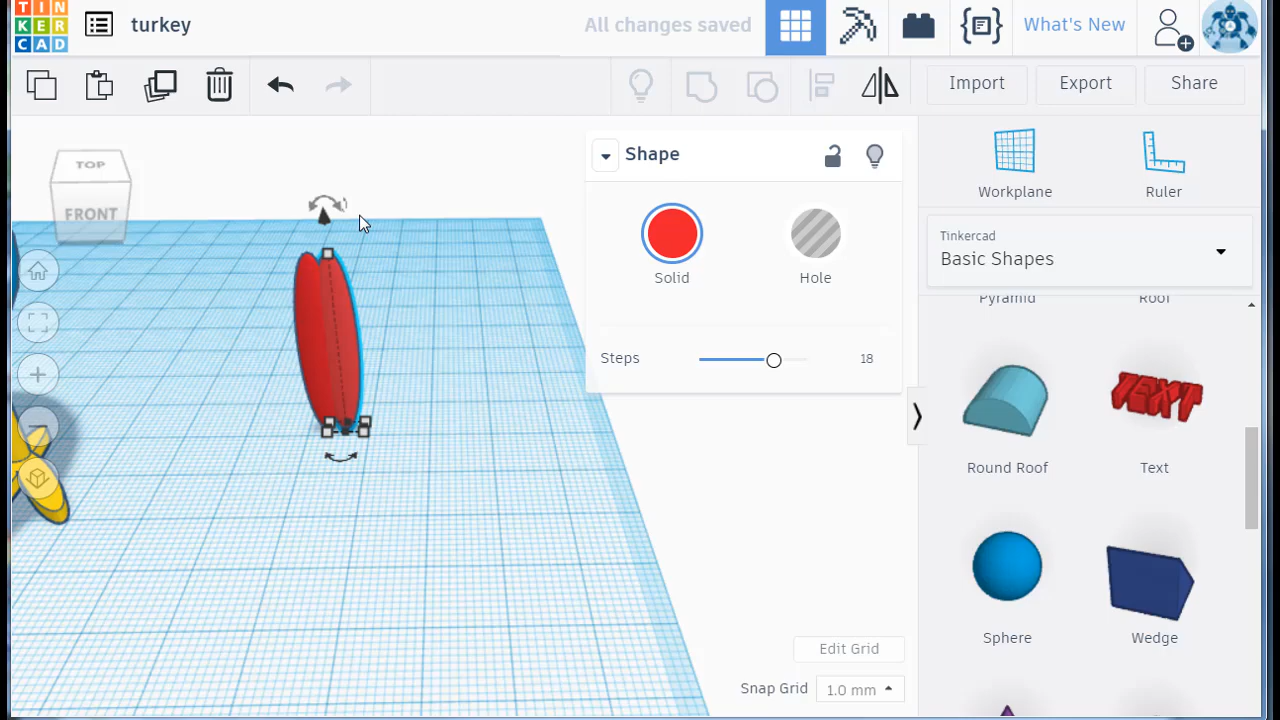 TIN
KER
CAD
turkey
All changes saved
What's New
Import
Export
Share
TOP
FRONT
Shape
Solid
Hole
Steps
18
Workplane
Ruler
Tinkercad
Basic Shapes
Pyramid
Roof
Round Roof
TEXT
Text
Sphere
Wedge
Edit Grid
Snap Grid
1.0 mm